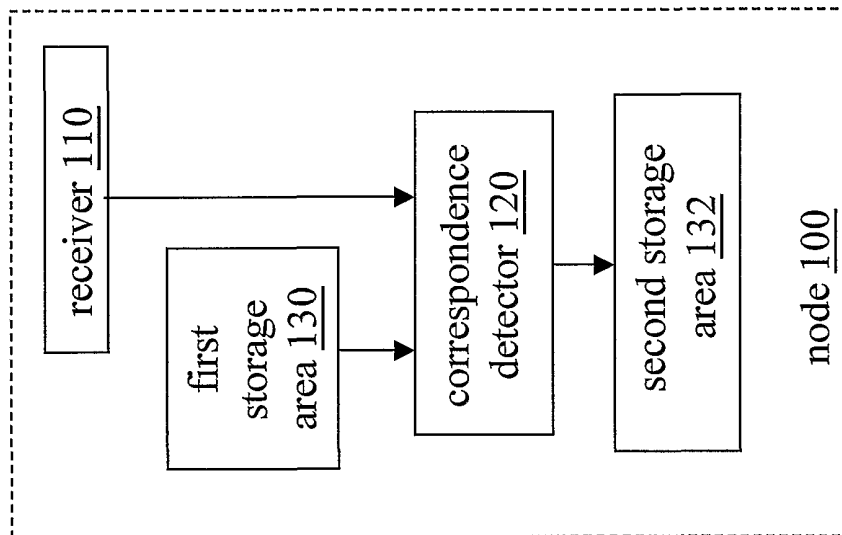 receiver 110
first
storage
area 130
correspondence
detector 120
second storage
area 132
node 100